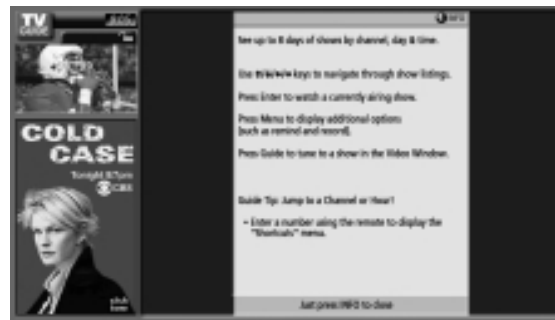 TV
GUIDE
COLD
CASE
Tonight 8/7pm
CBS
INFO
See up to 8 days of shows by channel, day & time.
Use keys to navigate through show listings.
Press Enter to watch a currently airing show.
Press Menu to display additional options
(such as remind and record).
Press Guide to tune to a show in the Video Window.
Guide Tip: Jump to a Channel or Hour!
• Enter a number using the remote to display the
"Shortcuts" menu.
Just press INFO to close